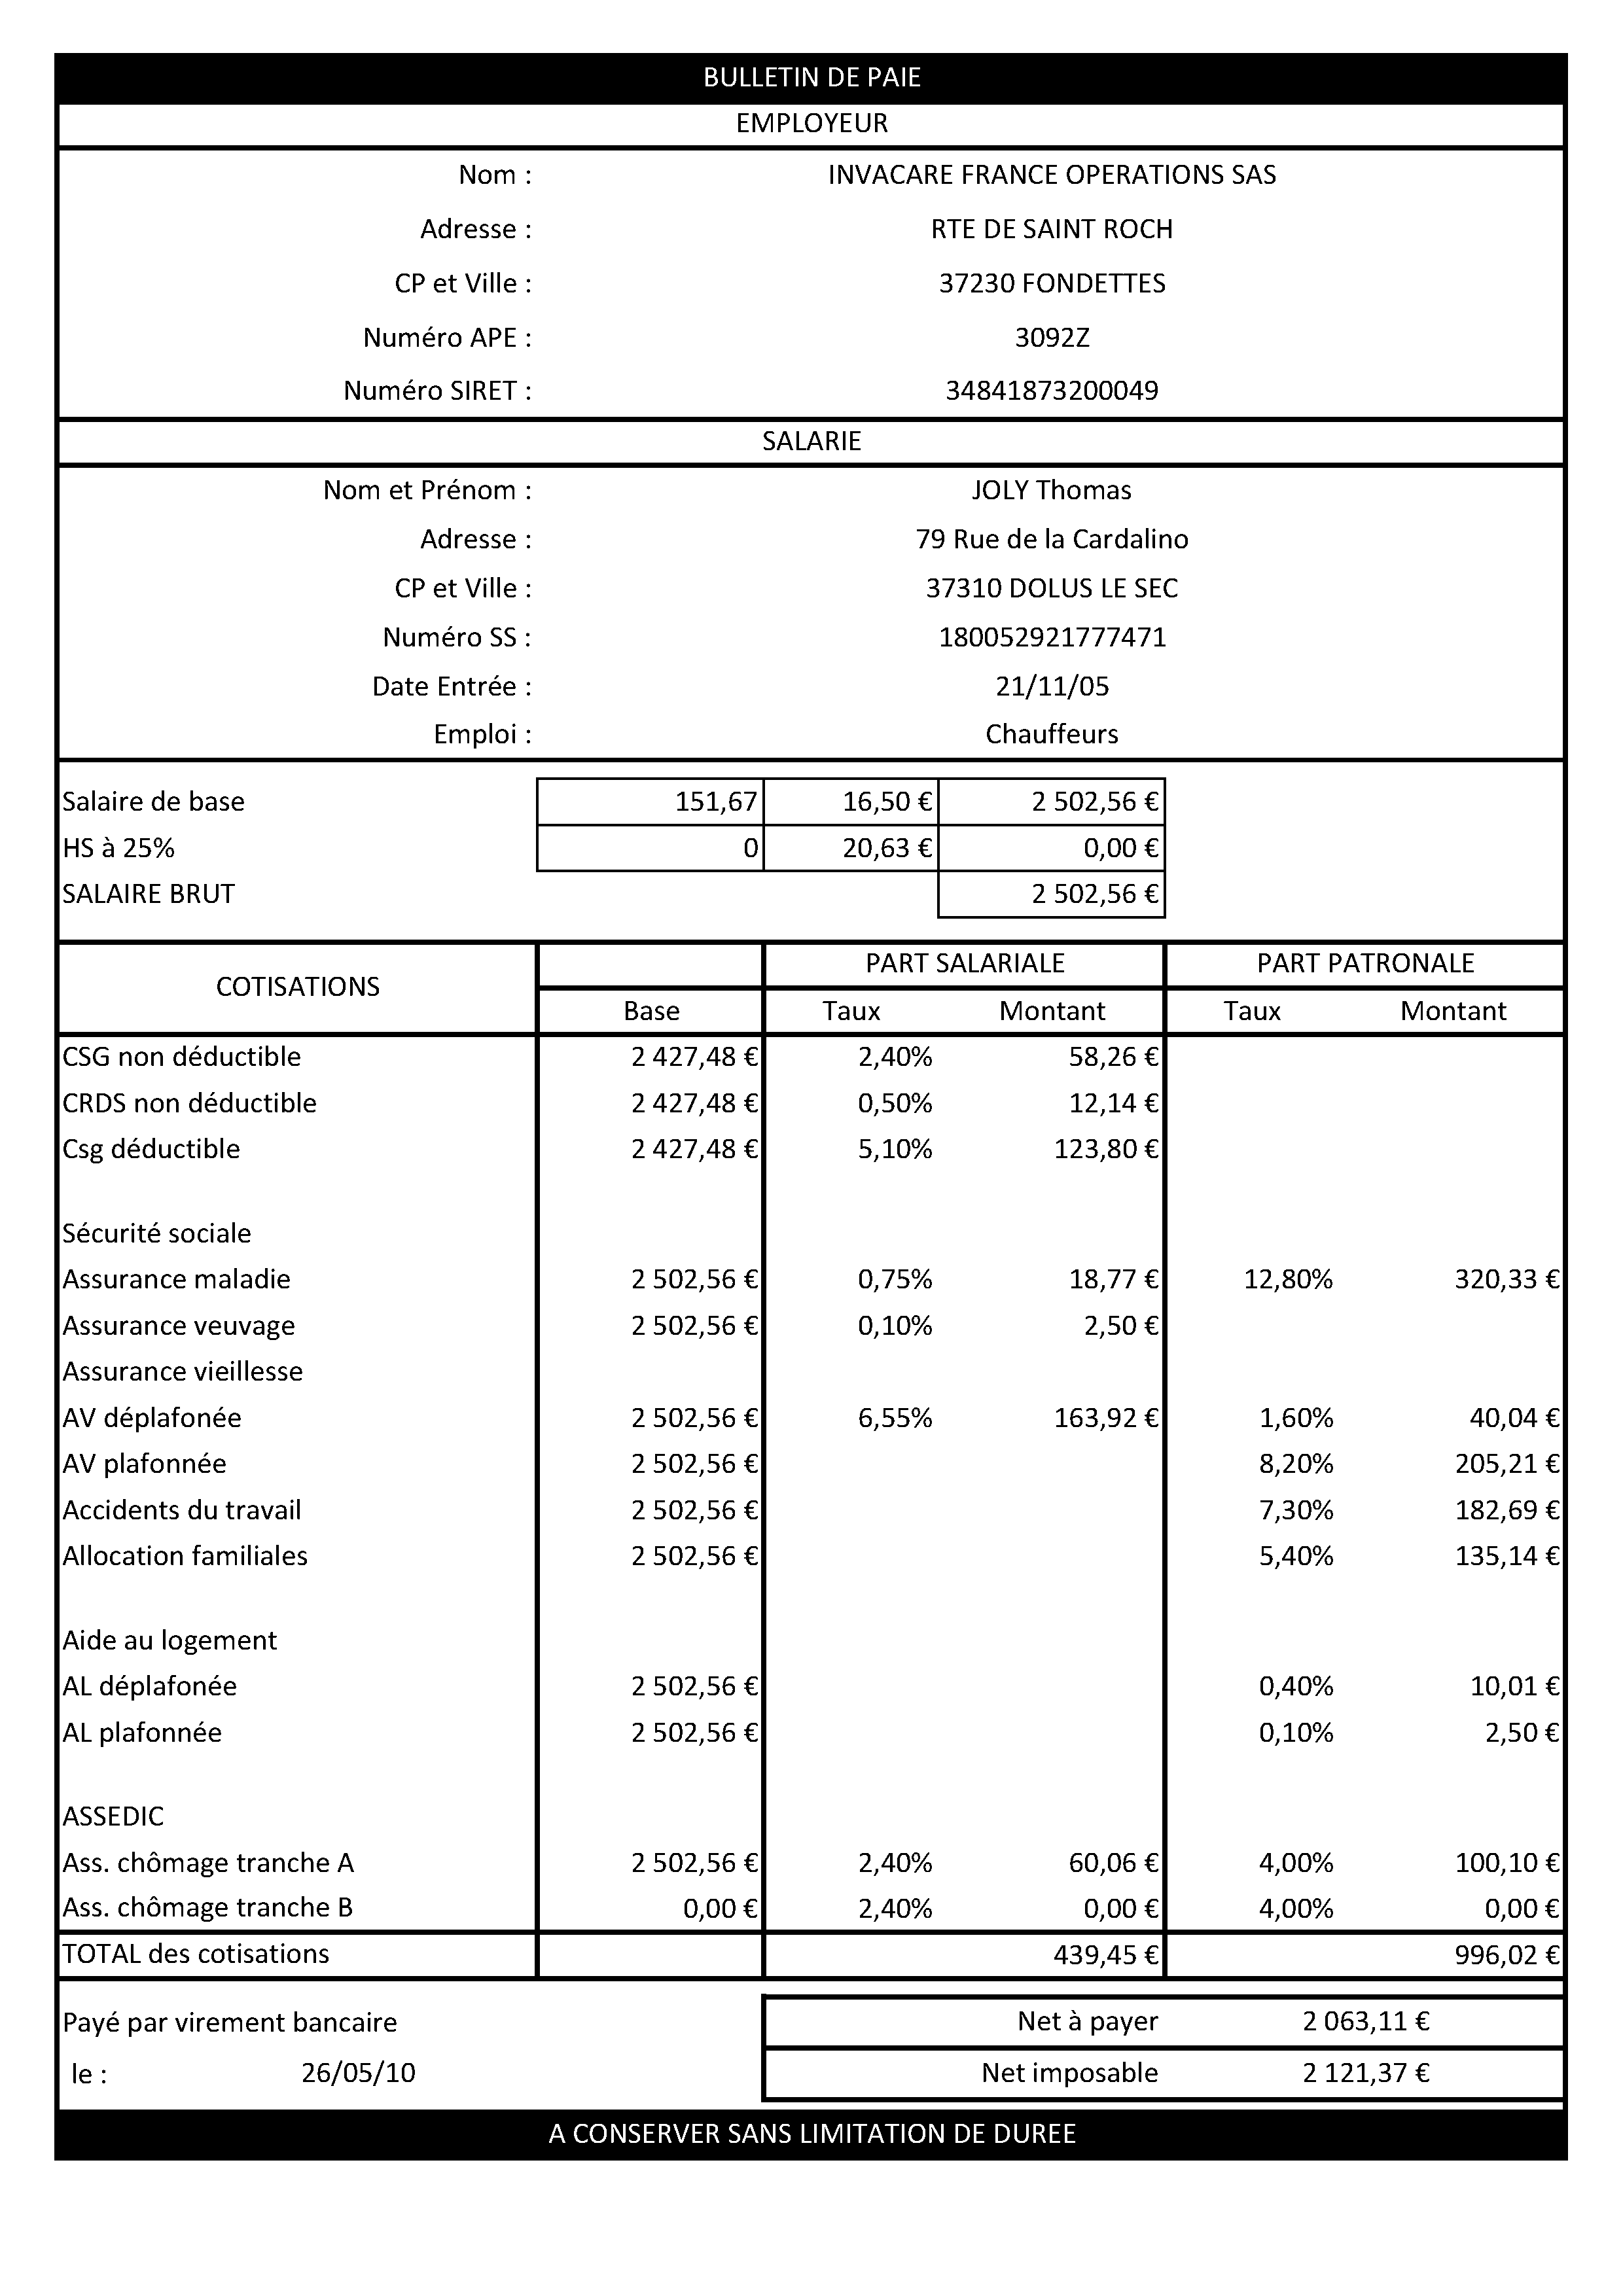 BULLETIN DE PAIE
EMPLOYEUR
Nom : INVACARE FRANCE OPERATIONS SAS
Adresse : RTE DE SAINT ROCH
CP et Ville : 37230 FONDETTES
Numéro APE : 3092Z
Numéro SIRET : 34841873200049
SALARIE
Nom et Prénom : JOLY Thomas
Adresse : 79 Rue de la Cardalino
CP et Ville : 37310 DOLUS LE SEC
Numéro SS : 180052921777471
Date Entrée : 21/11/05
Emploi : Chauffeurs
Salaire de base 151,67 16,50 € 2 502,56 €
HS à 25% 0 20,63 € 0,00 €
SALAIRE BRUT 2 502,56 €
COTISATIONS PART SALARIALE PART PATRONALE
Base Taux Montant Taux Montant
CSG non déductible 2 427,48 € 2,40% 58,26 €
CRDS non déductible 2 427,48 € 0,50% 12,14 €
Csg déductible 2 427,48 € 5,10% 123,80 €
Sécurité sociale
Assurance maladie 2 502,56 € 0,75% 18,77 € 12,80% 320,33 €
Assurance veuvage 2 502,56 € 0,10% 2,50 €
Assurance vieillesse
AV déplafonée 2 502,56 € 6,55% 163,92 € 1,60% 40,04 €
AV plafonnée 2 502,56 € 8,20% 205,21 €
Accidents du travail 2 502,56 € 7,30% 182,69 €
Allocation familiales 2 502,56 € 5,40% 135,14 €
Aide au logement
AL déplafonée 2 502,56 € 0,40% 10,01 €
AL plafonnée 2 502,56 € 0,10% 2,50 €
ASSEDIC
Ass. chômage tranche A 2 502,56 € 2,40% 60,06 € 4,00% 100,10 €
Ass. chômage tranche B 0,00 € 2,40% 0,00 € 4,00% 0,00 €
TOTAL des cotisations 439,45 € 996,02 €
Payé par virement bancaire Net à payer 2 063,11 €
le : 26/05/10 Net imposable 2 121,37 €
A CONSERVER SANS LIMITATION DE DUREE